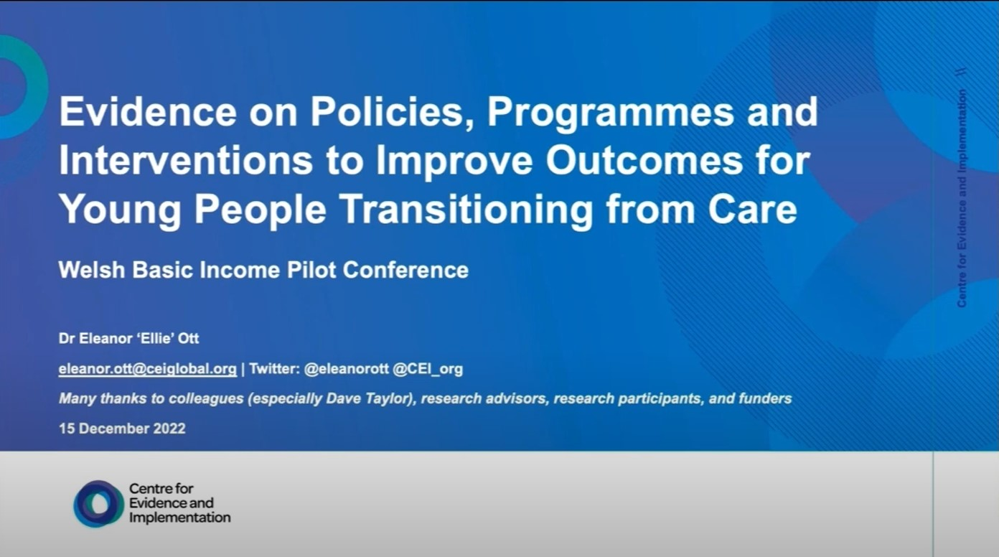 Evidence on Policies, Programmes and
Interventions to Improve Outcomes for
Young People Transitioning from Care
Welsh Basic Income Pilot Conference
Dr Eleanor ‘Ellie’ Ott
eleanor.ott@ceiglobal.org | Twitter: @eleanorott @CEI_org
Many thanks to colleagues (especially Dave Taylor), research advisors, research participants, and funders
15 December 2022
Centre for Evidence and Implementation \\
Centre for
Evidence and
Implementation